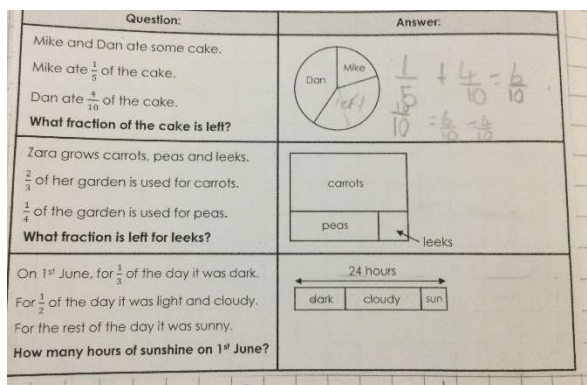 Question: Answer:
Mike and Dan ate some cake.
Mike ate 1/5 of the cake.
Dan ate 4/10 of the cake.
What fraction of the cake is left?
Dan Mike
left
1/5 + 4/10 = 6/10
10/10 = 6/10 - 4/10
Zara grows carrots, peas and leeks.
2/3 of her garden is used for carrots.
1/4 of the garden is used for peas.
What fraction is left for leeks?
carrots
peas
leeks
On 1st June, for 1/3 of the day it was dark.
For 1/2 of the day it was light and cloudy.
For the rest of the day it was sunny.
How many hours of sunshine on 1st June?
24 hours
dark cloudy sun